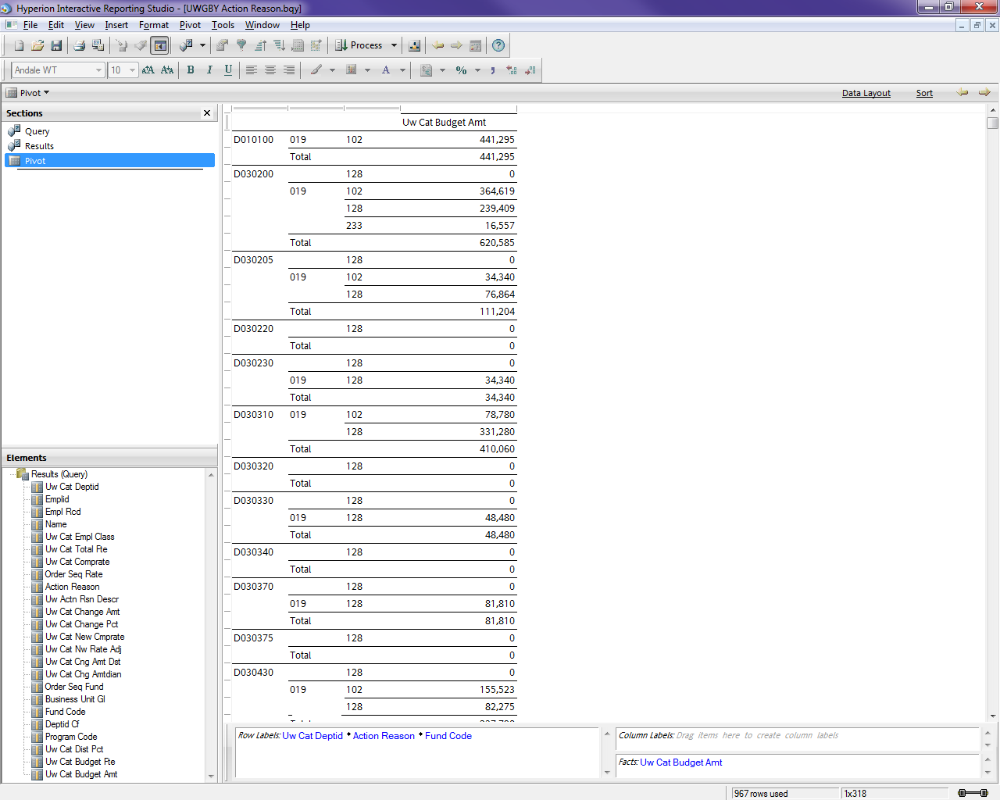 Hyperion Interactive Reporting Studio - [UWGBY Action Reason.bqy]
File Edit View Insert Format Pivot Tools Window Help
Process
Andale WT 10 B I U A %
Pivot Data Layout Sort
Sections
Query
Results
Pivot
Uw Cat Budget Amt
D010100 019 102 441,295
Total 441,295
D030200 128 0
019 102 364,619
128 239,409
233 16,557
Total 620,585
D030205 128 0
019 102 34,340
128 76,864
Total 111,204
D030220 128 0
Total 0
D030230 128 0
019 128 34,340
Total 34,340
D030310 019 102 78,780
128 331,280
Total 410,060
D030320 128 0
Total 0
D030330 128 0
019 128 48,480
Total 48,480
D030340 128 0
Total 0
D030370 128 0
019 128 81,810
Total 81,810
D030375 128 0
Total 0
D030430 128 0
019 102 155,523
128 82,275
Elements
Results (Query)
Uw Cat Deptid
Emplid
Empl Rcd
Name
Uw Cat Empl Class
Uw Cat Total Fte
Uw Cat Comprate
Order Seq Rate
Action Reason
Uw Actn Rsn Descr
Uw Cat Change Amt
Uw Cat Change Pct
Uw Cat New Cmprate
Uw Cat Nw Rate Adj
Uw Cat Cng Amt Dst
Uw Cat Chg Amtdian
Order Seq Fund
Business Unit Gl
Fund Code
Deptid Cf
Program Code
Uw Cat Dist Pct
Uw Cat Budget Fte
Uw Cat Budget Amt
Row Labels: Uw Cat Deptid Action Reason Fund Code
Column Labels: Drag items here to create column labels
Facts: Uw Cat Budget Amt
967 rows used 1x318